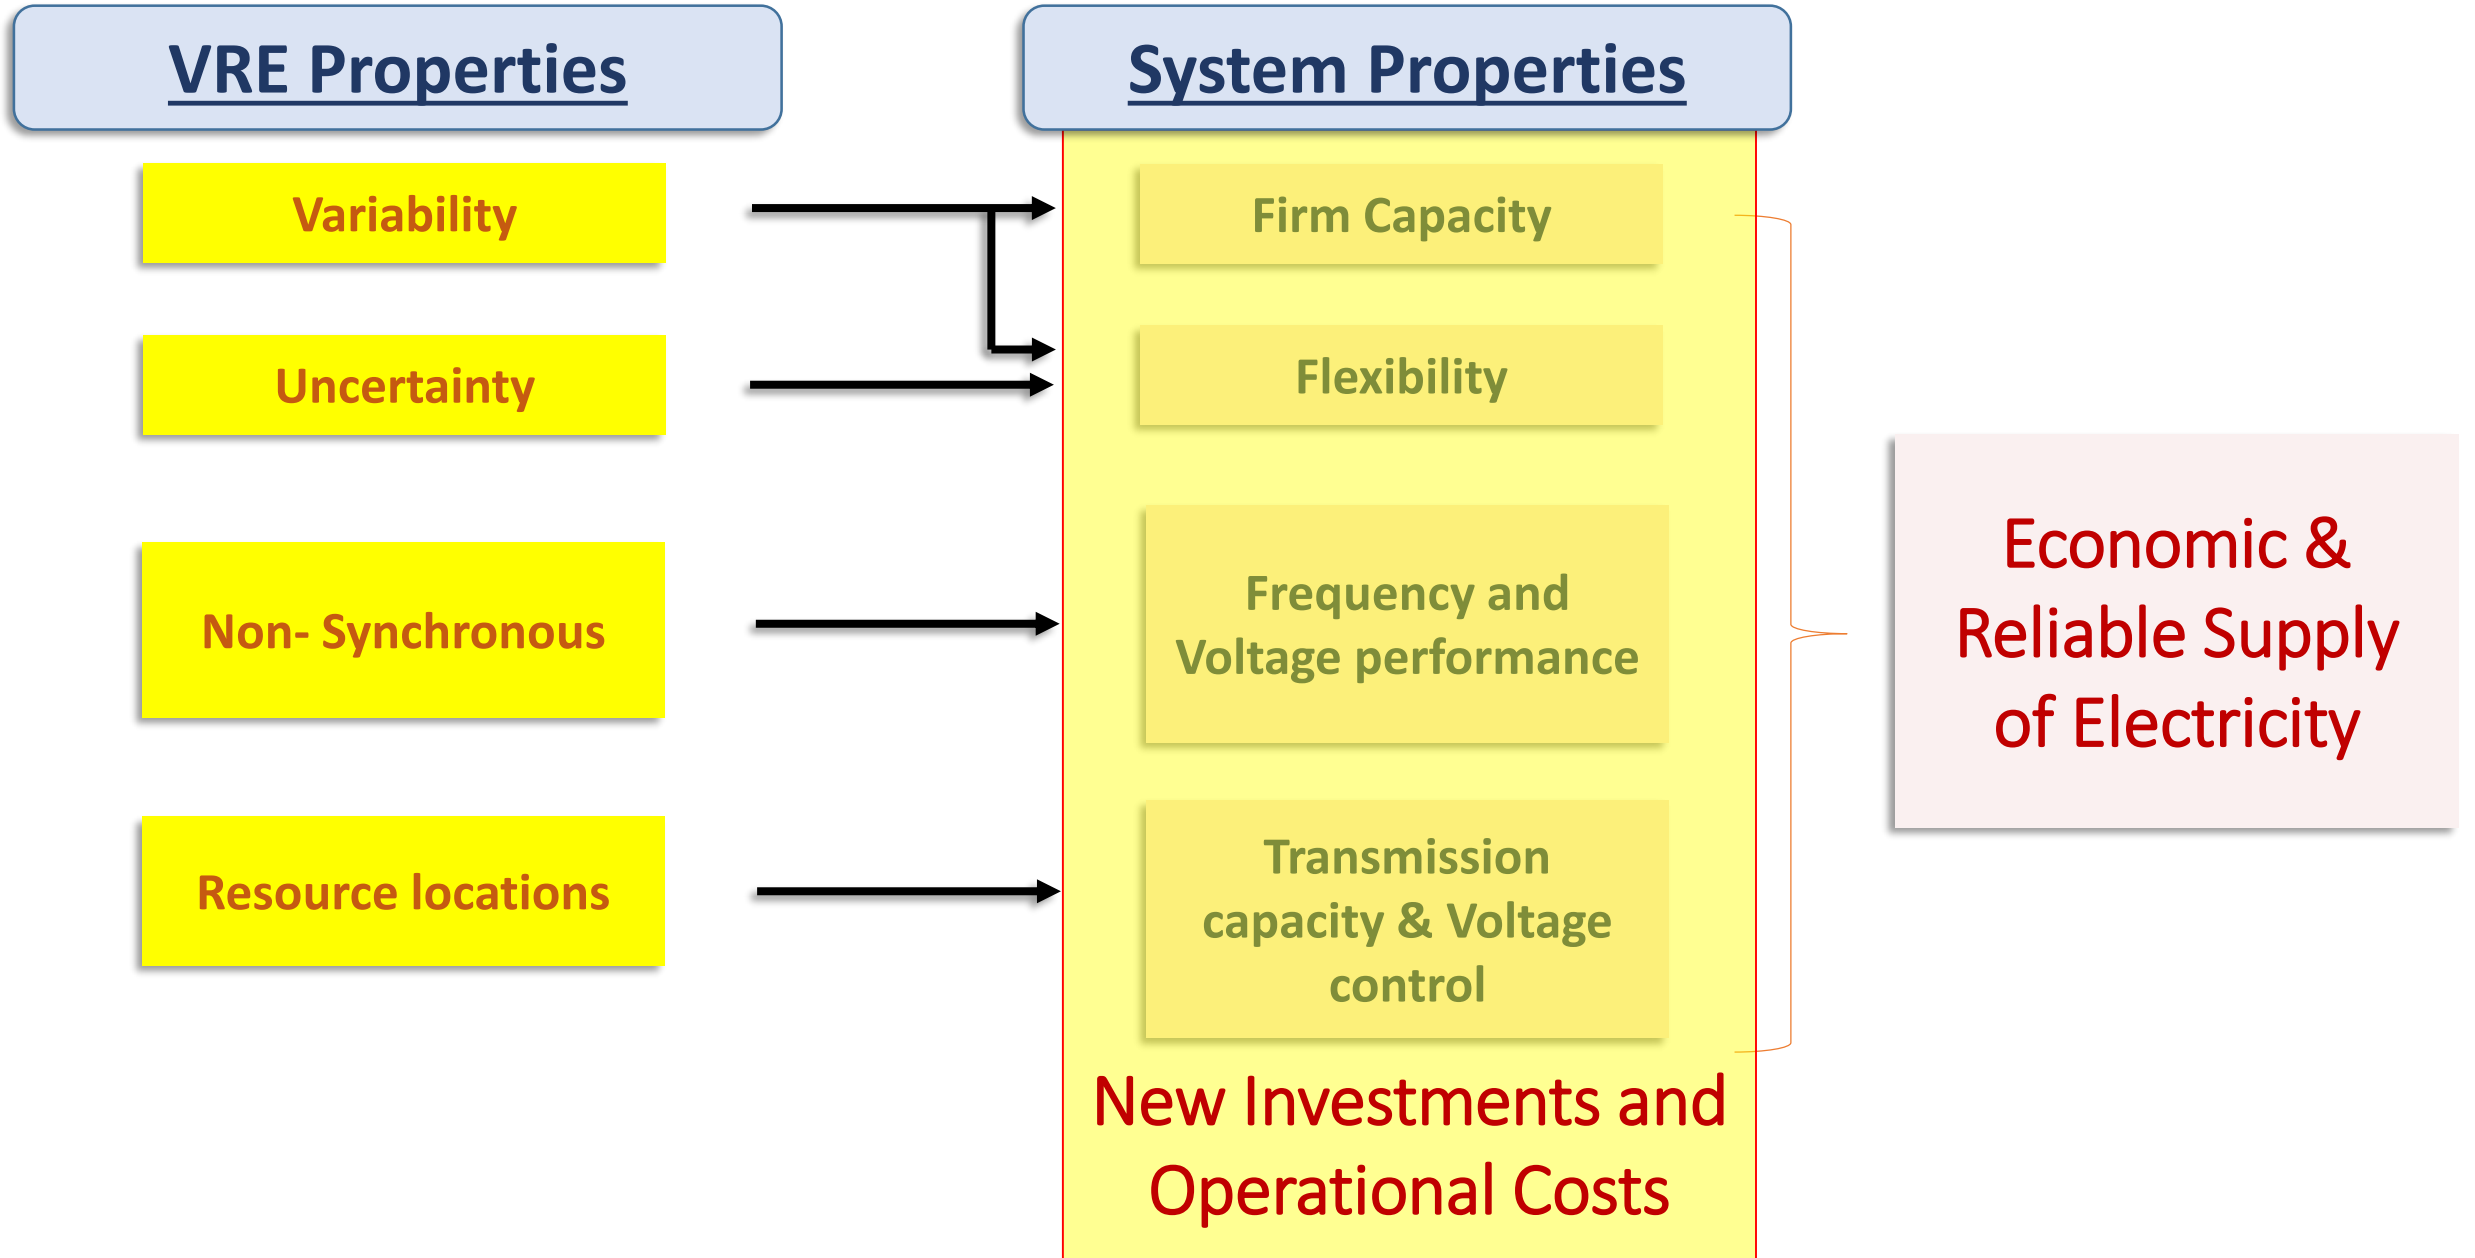 VRE Properties
System Properties
Variability
Firm Capacity
Uncertainty
Flexibility
Non- Synchronous
Frequency and
Voltage performance
Resource locations
Transmission
capacity & Voltage
control
New Investments and
Operational Costs
Economic &
Reliable Supply
of Electricity